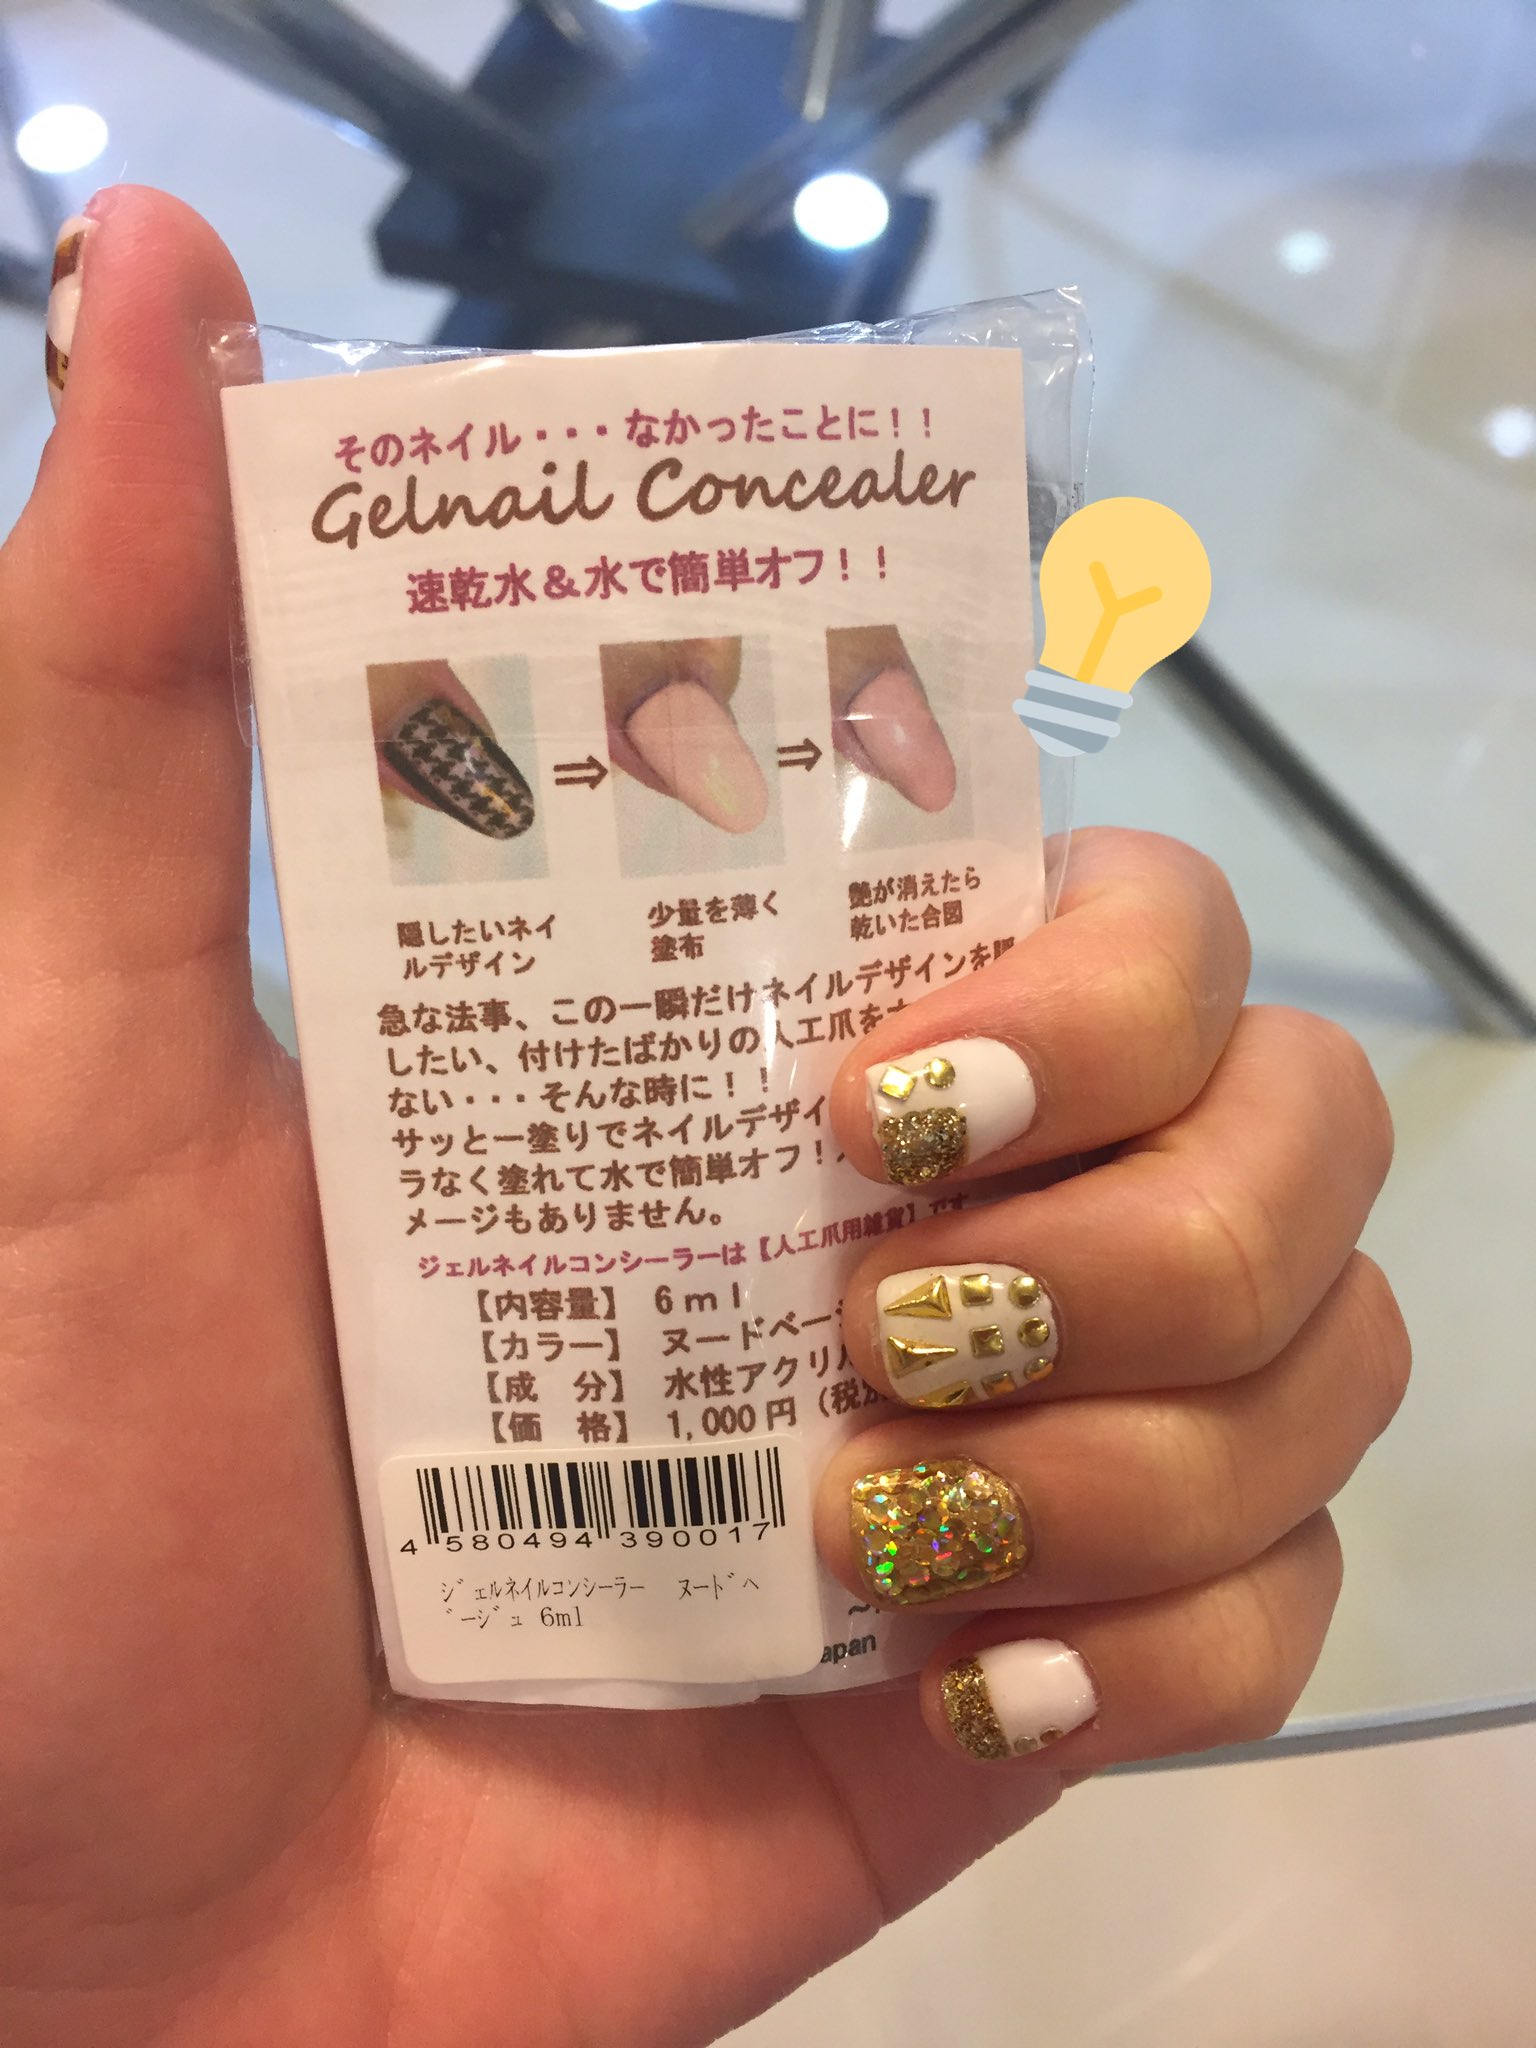 そのネイル・・・なかったことに！！
Gelnail Concealer
速乾水＆水で簡単オフ！！
隠したいネイ
ルデザイン
少量を薄く
塗布
艶が消えたら
乾いた合図
急な法事、この一瞬だけネイルデザインを隠
したい、付けたばかりの人工爪を
ない・・・そんな時に！！
サッと一塗りでネイルデザイ
ラなく塗れて水で簡単オフ！
メージもありません。
ジェルネイルコンシーラーは【人工爪用雑貨】です
【内容量】 6ml
【カラー】 ヌードベージ
【成 分】 水性アクリル
【価 格】 1,000円（税別
4 580494 390017
ｼﾞｪﾙﾈｲﾙｺﾝｼｰﾗｰ ﾇｰﾄﾞﾍ
ﾞｰｼﾞｭ 6ml
apan